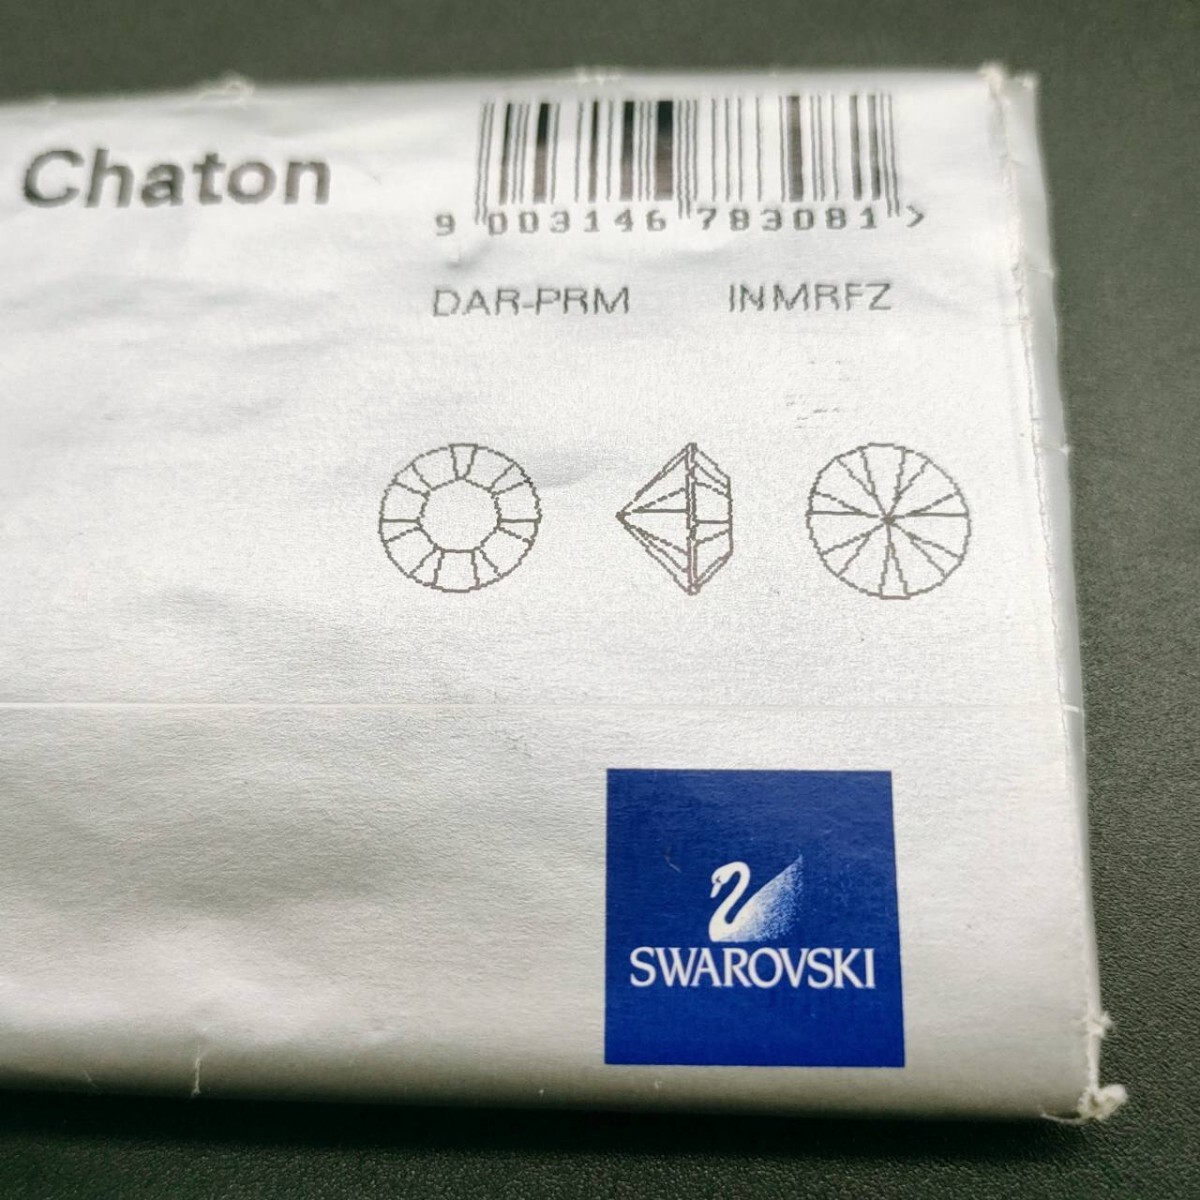 Chaton
9 003146 783081 >
DAR-PRM INMRFZ
SWAROVSKI